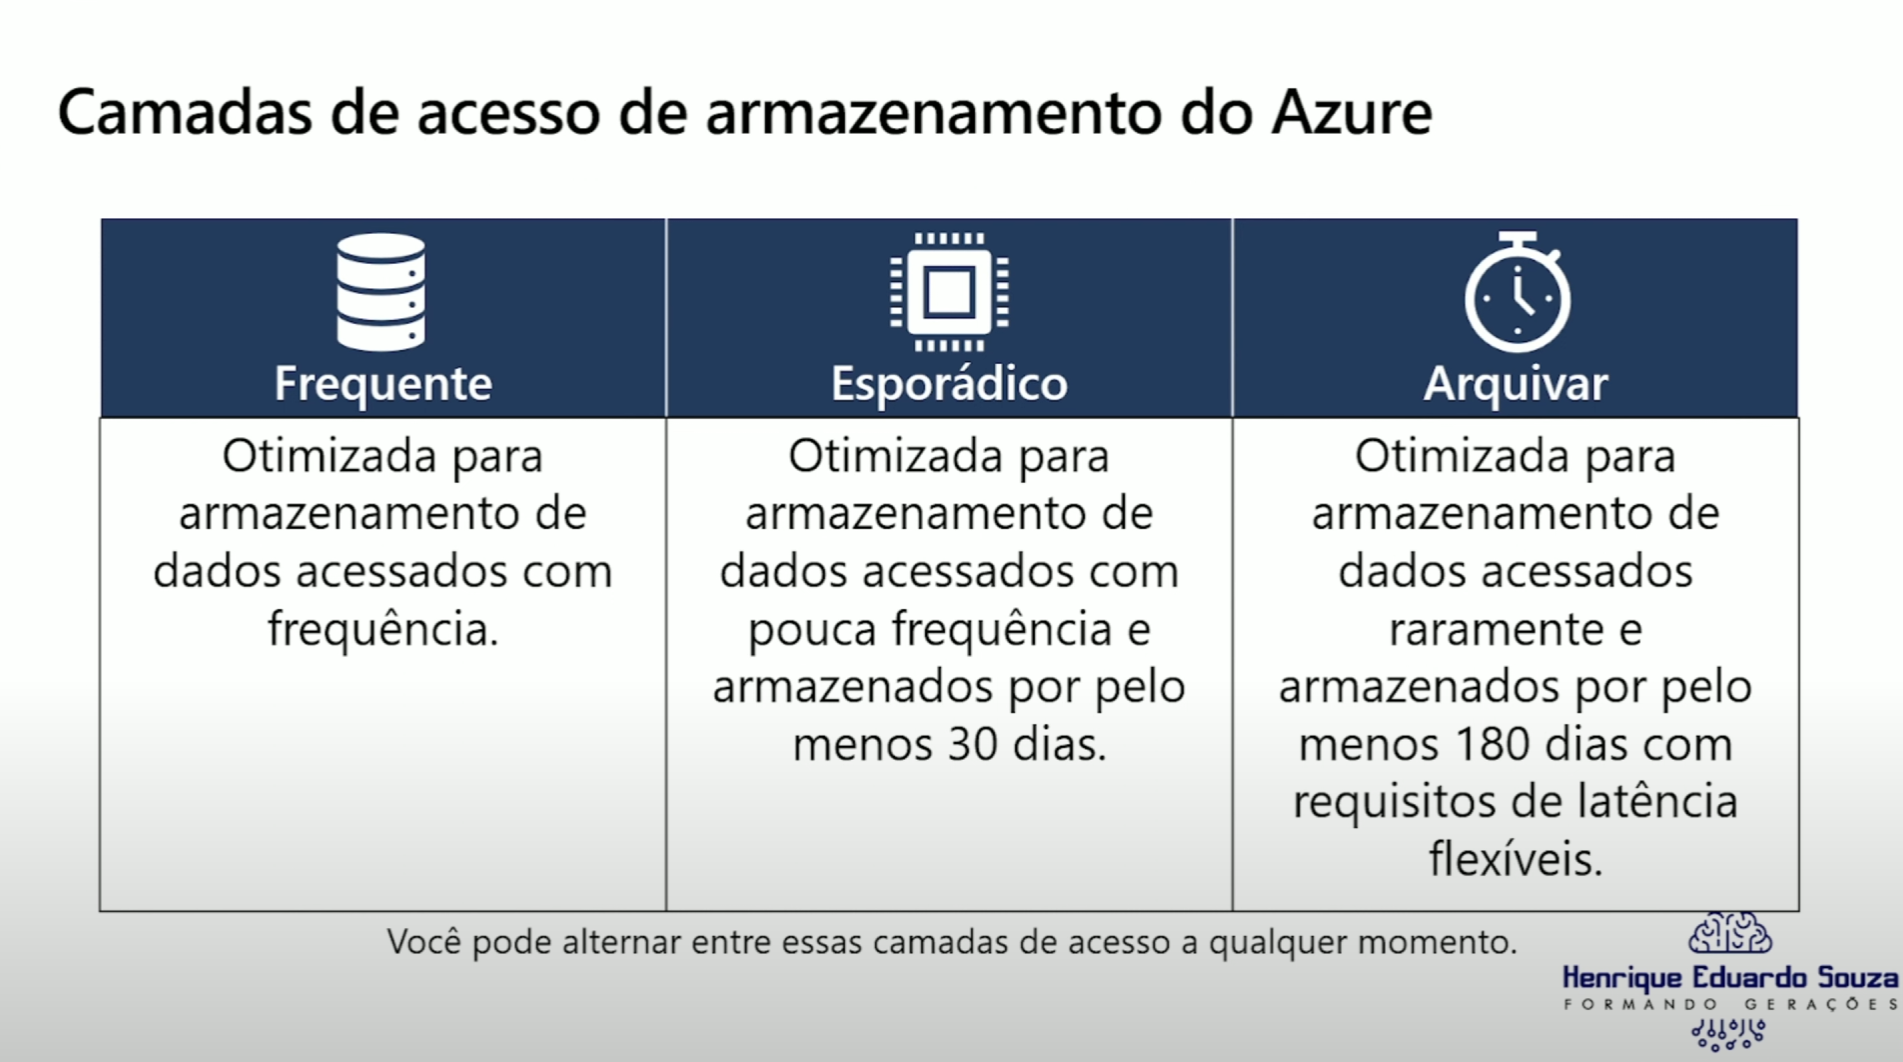 Camadas de acesso de armazenamento do Azure
Frequente
Otimizada para
armazenamento de
dados acessados com
frequência.
Esporádico
Otimizada para
armazenamento de
dados acessados com
pouca frequência e
armazenados por pelo
menos 30 dias.
Arquivar
Otimizada para
armazenamento de
dados acessados
raramente e
armazenados por pelo
menos 180 dias com
requisitos de latência
flexíveis.
Você pode alternar entre essas camadas de acesso a qualquer momento.
Henrique Eduardo Souza
FORMANDO GERAÇÕES